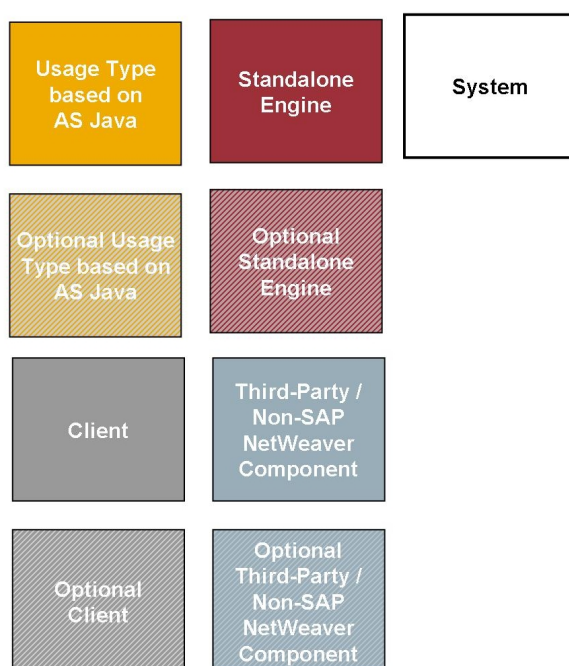 Usage Type
based on
AS Java
Standalone
Engine
System
Optional Usage
Type based on
AS Java
Optional
Standalone
Engine
Client
Third-Party /
Non-SAP
NetWeaver
Component
Optional
Client
Optional
Third-Party /
Non-SAP
NetWeaver
Component